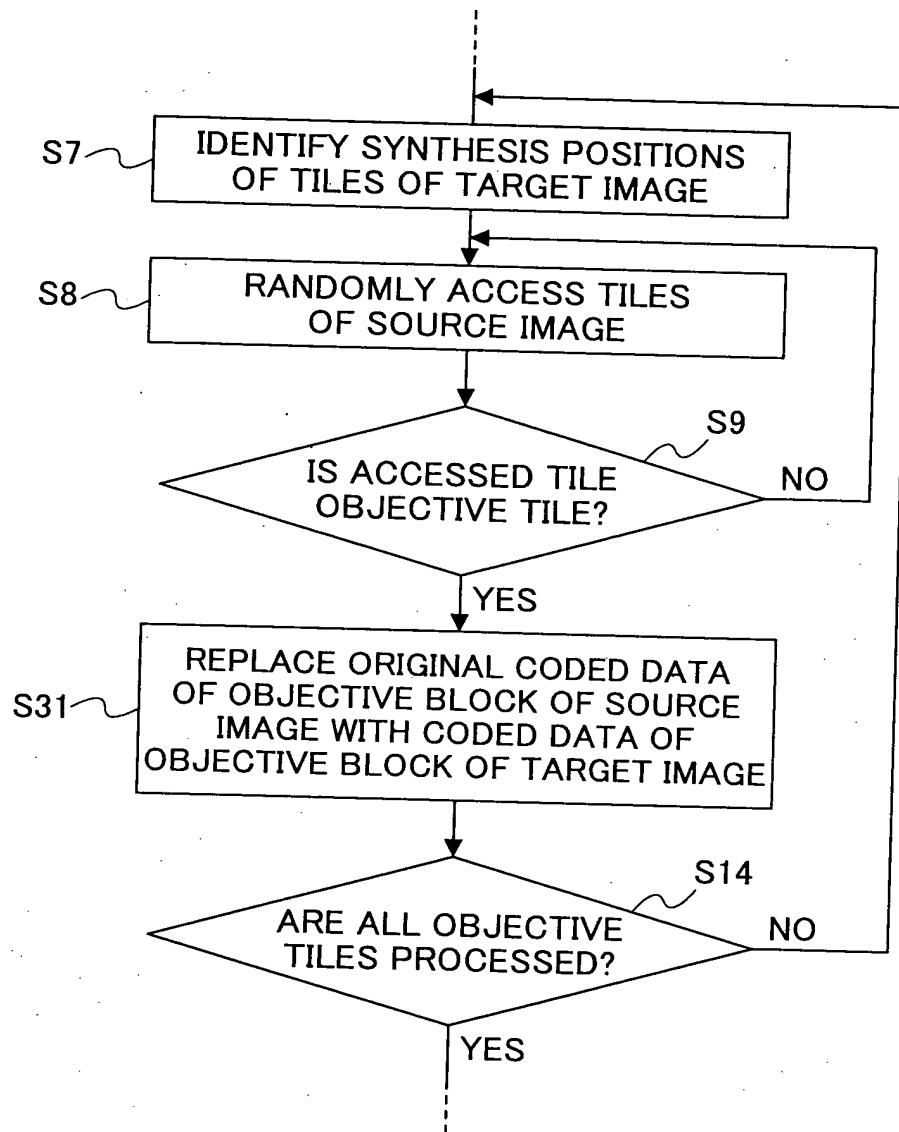 S7
IDENTIFY SYNTHESIS POSITIONS
OF TILES OF TARGET IMAGE
S8
RANDOMLY ACCESS TILES
OF SOURCE IMAGE
S9
IS ACCESSED TILE
OBJECTIVE TILE?
NO
YES
S31
REPLACE ORIGINAL CODED DATA
OF OBJECTIVE BLOCK OF SOURCE
IMAGE WITH CODED DATA OF
OBJECTIVE BLOCK OF TARGET IMAGE
S14
ARE ALL OBJECTIVE
TILES PROCESSED?
NO
YES